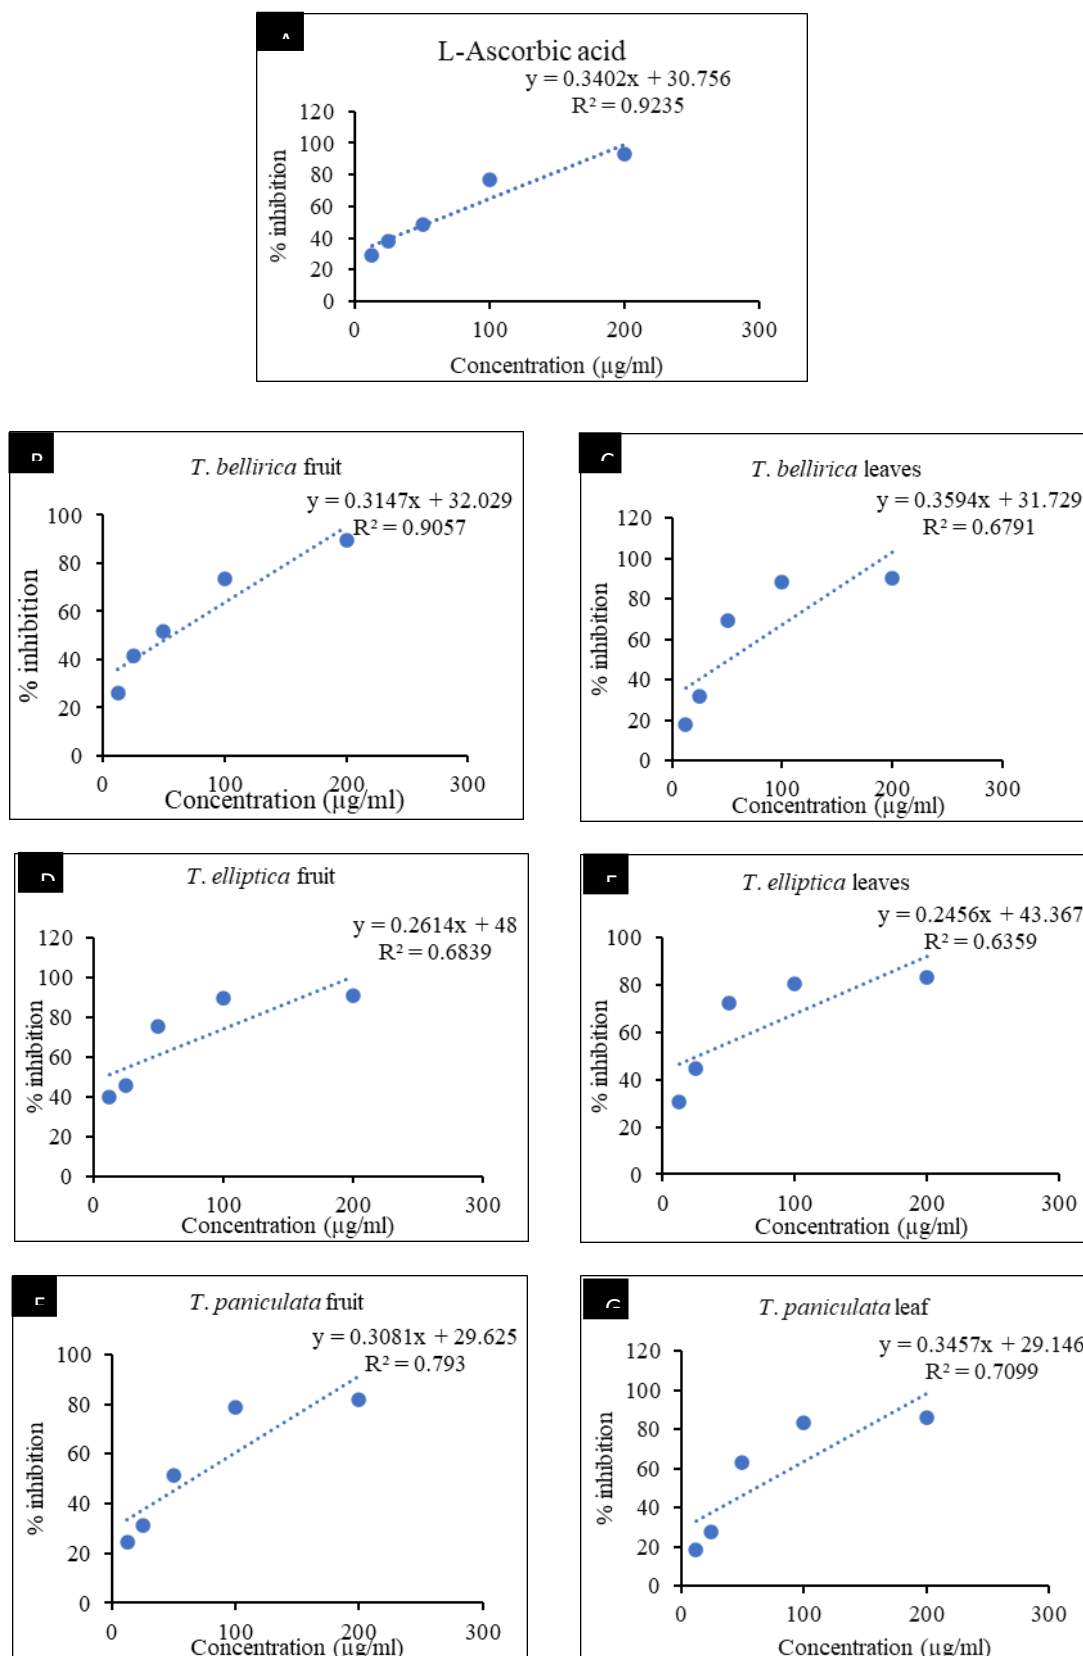 L-Ascorbic acid
y = 0.3402x + 30.756
R² = 0.9235
120
100
80
60
40
20
0
% inhibition
0 100 200 300
Concentration (µg/ml)
T. bellirica fruit
y = 0.3147x + 32.029
R² = 0.9057
100
80
60
40
20
0
% inhibition
0 100 200 300
Concentration (µg/ml)
T. bellirica leaves
y = 0.3594x + 31.729
R² = 0.6791
120
100
80
60
40
20
0
% inhibition
0 100 200 300
Concentration (µg/ml)
T. elliptica fruit
y = 0.2614x + 48
R² = 0.6839
120
100
80
60
40
20
0
% inhibition
0 100 200 300
Concentration (µg/ml)
T. elliptica leaves
y = 0.2456x + 43.367
R² = 0.6359
100
80
60
40
20
0
% inhibition
0 100 200 300
Concentration (µg/ml)
T. paniculata fruit
y = 0.3081x + 29.625
R² = 0.793
100
80
60
40
20
0
% inhibition
0 100 200 300
Concentration (µg/ml)
T. paniculata leaf
y = 0.3457x + 29.146
R² = 0.7099
120
100
80
60
40
20
0
% inhibition
0 100 200 300
Concentration (µg/ml)